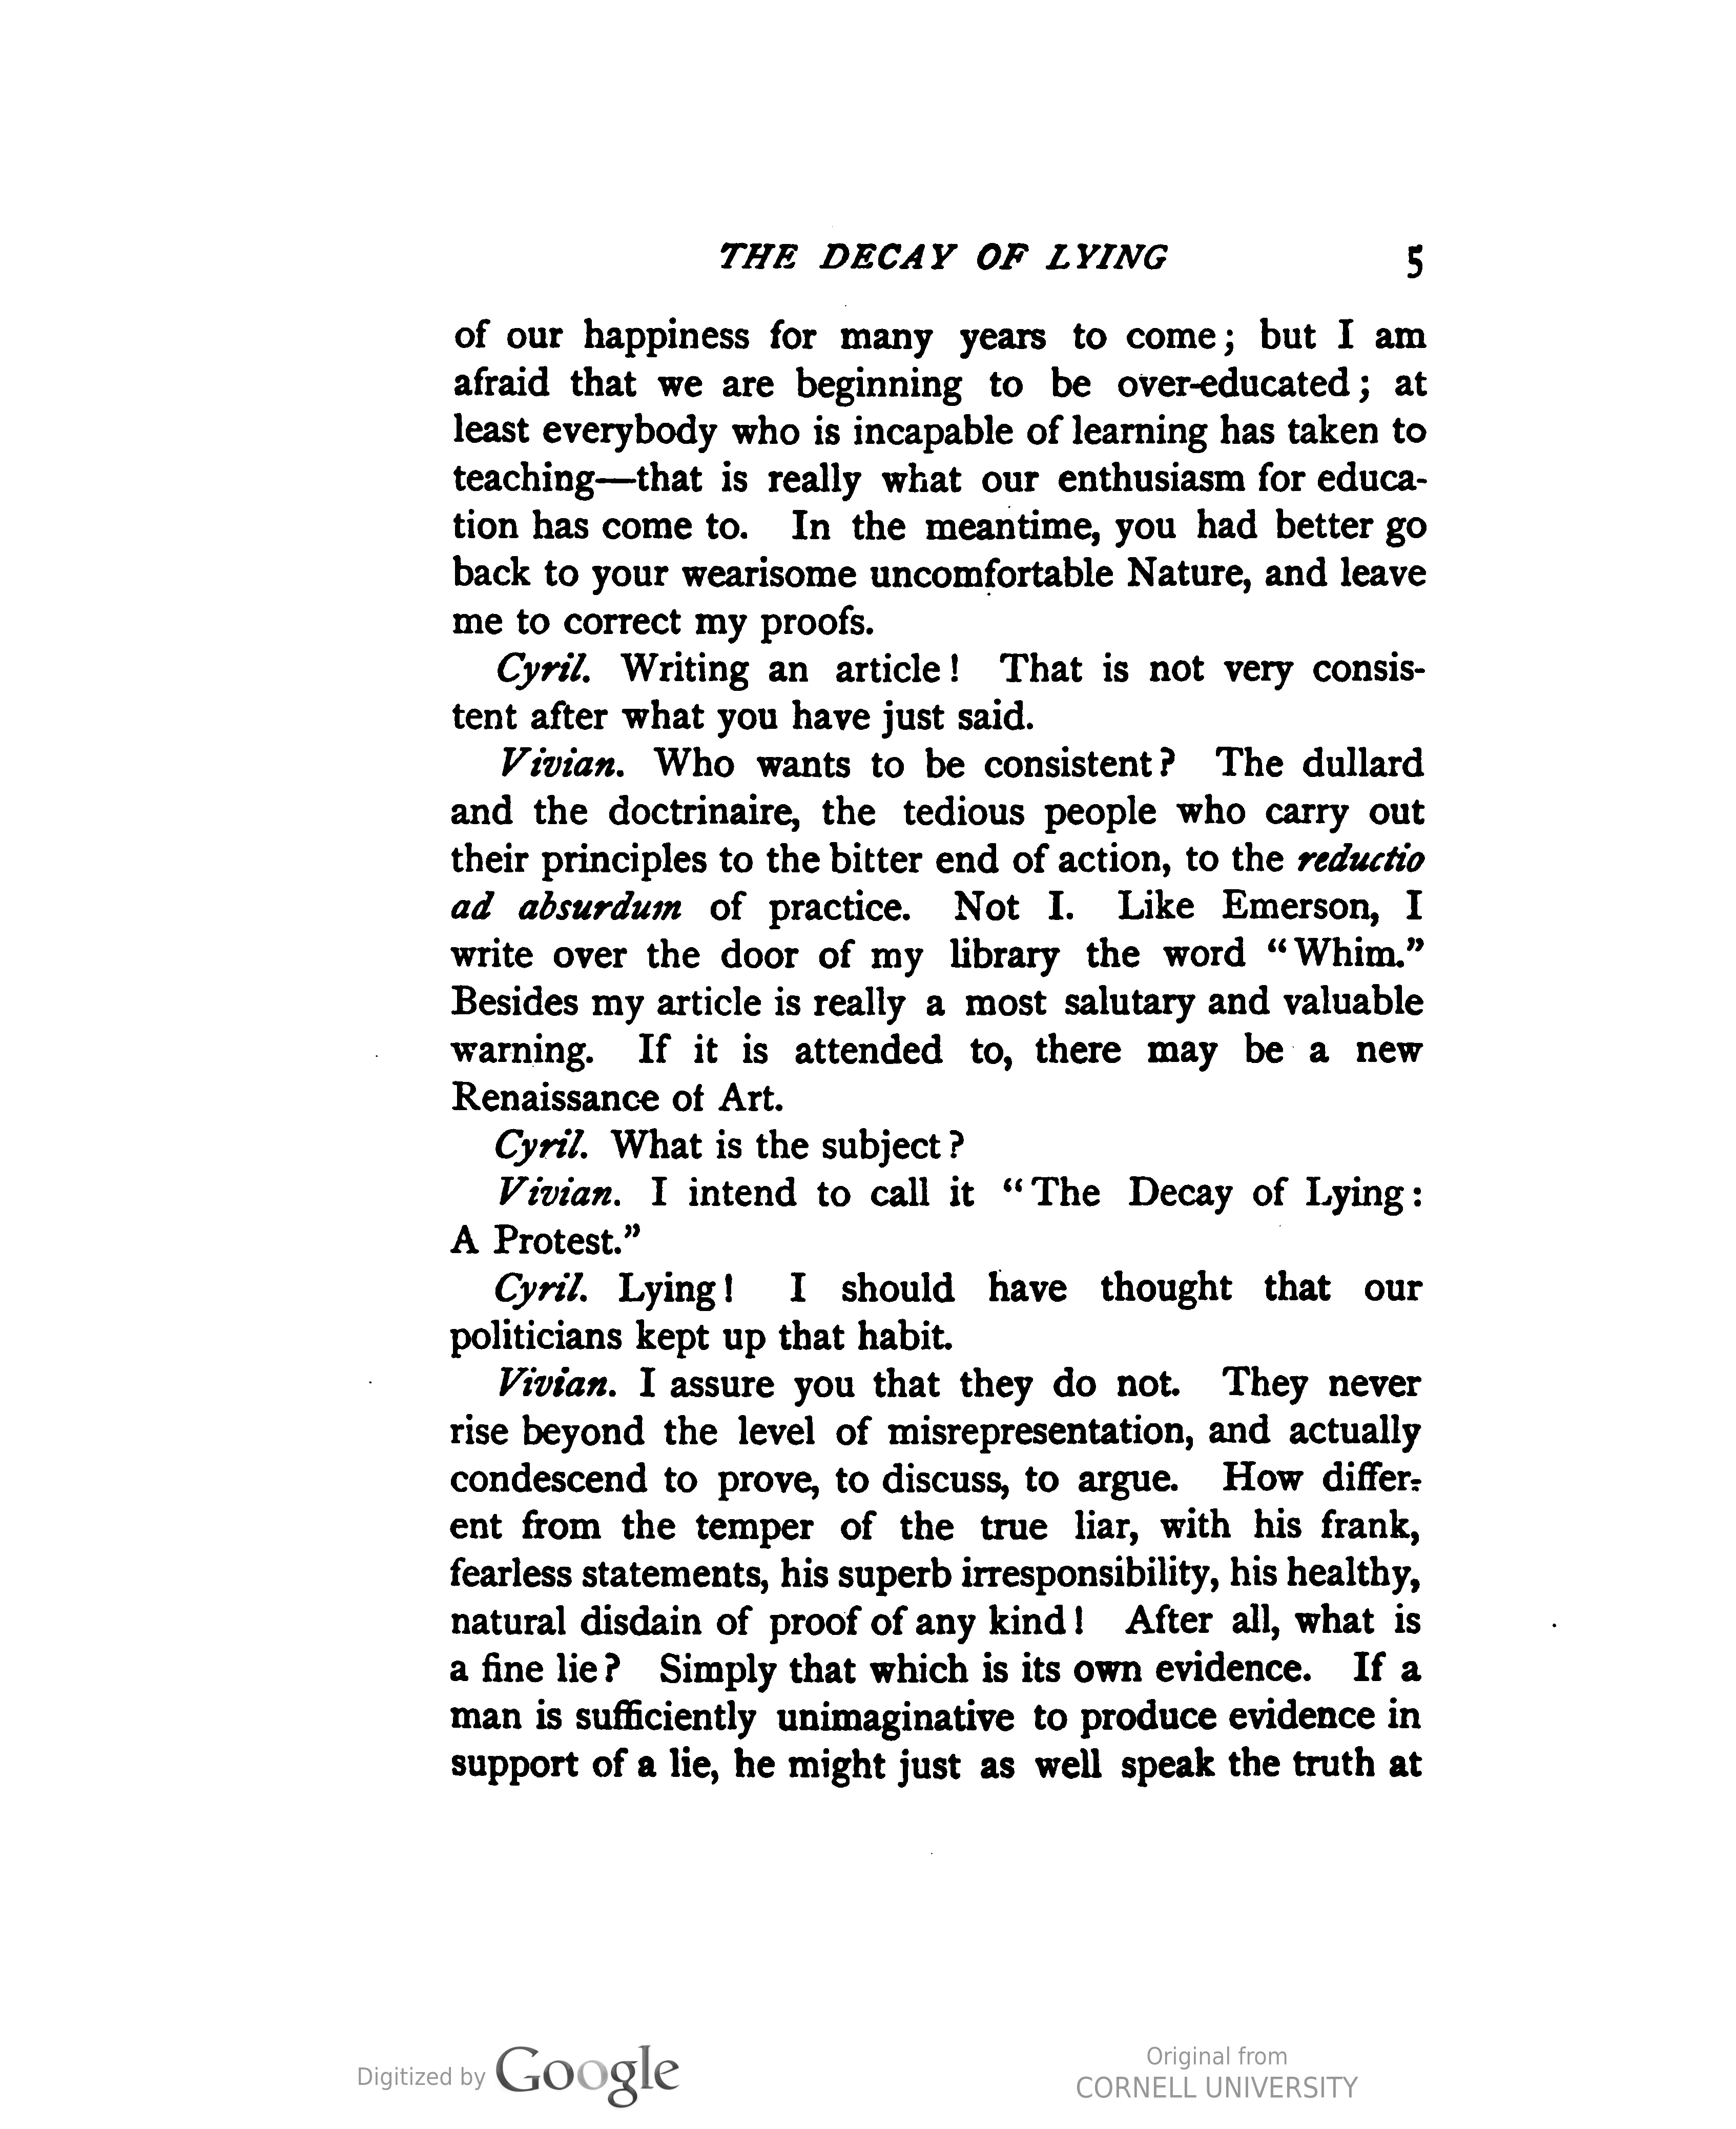 THE DECAY OF LYING 5
of our happiness for many years to come; but I am
afraid that we are beginning to be over-educated; at
least everybody who is incapable of learning has taken to
teaching—that is really what our enthusiasm for educa-
tion has come to. In the meantime, you had better go
back to your wearisome uncomfortable Nature, and leave
me to correct my proofs.
Cyril. Writing an article! That is not very consis-
tent after what you have just said.
Vivian. Who wants to be consistent? The dullard
and the doctrinaire, the tedious people who carry out
their principles to the bitter end of action, to the reductio
ad absurdum of practice. Not I. Like Emerson, I
write over the door of my library the word “Whim.”
Besides my article is really a most salutary and valuable
warning. If it is attended to, there may be a new
Renaissance of Art.
Cyril. What is the subject?
Vivian. I intend to call it “The Decay of Lying:
A Protest.”
Cyril. Lying! I should have thought that our
politicians kept up that habit.
Vivian. I assure you that they do not. They never
rise beyond the level of misrepresentation, and actually
condescend to prove, to discuss, to argue. How differ-
ent from the temper of the true liar, with his frank,
fearless statements, his superb irresponsibility, his healthy,
natural disdain of proof of any kind! After all, what is
a fine lie? Simply that which is its own evidence. If a
man is sufficiently unimaginative to produce evidence in
support of a lie, he might just as well speak the truth at
Digitized by Google
Original from
CORNELL UNIVERSITY